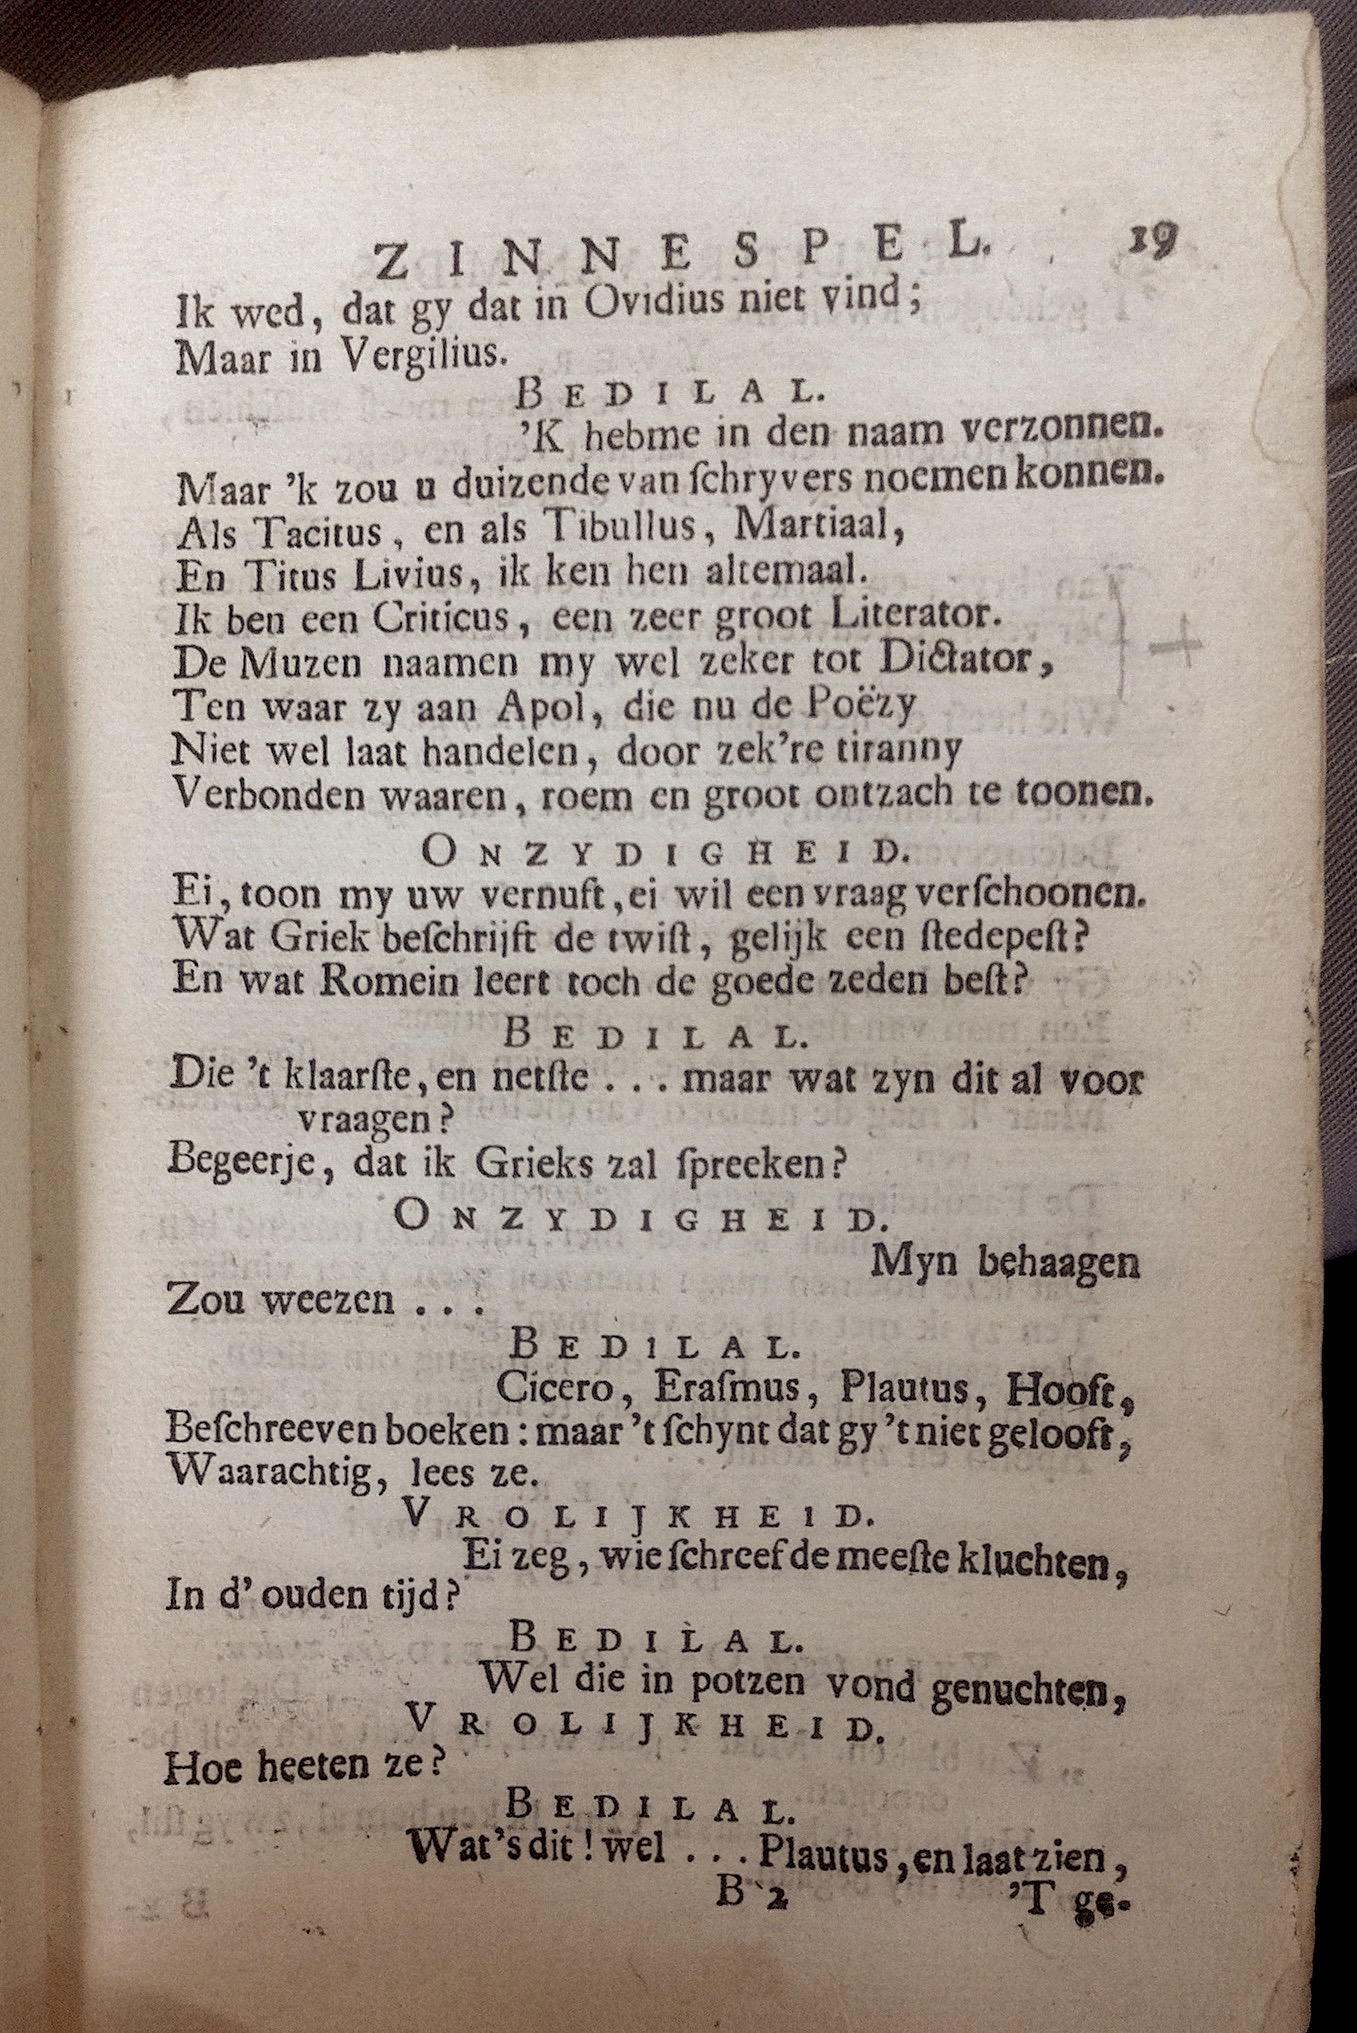 ZINNESPEL. 19
Ik wed, dat gy dat in Ovidius niet vind;
Maar in Vergilius.
BEDILAL.
'K hebme in den naam verzonnen.
Maar 'k zou u duizende van ſchryvers noemen konnen.
Als Tacitus, en als Tibullus, Martiaal,
En Titus Livius, ik ken hen altemaal.
Ik ben een Criticus, een zeer groot Literator.
De Muzen naamen my wel zeker tot Dictator,
Ten waar zy aan Apol, die nu de Poëzy
Niet wel laat handelen, door zek're tiranny
Verbonden waaren, roem en groot ontzach te toonen.
ONZYDIGHEID.
Ei, toon my uw vernuft, ei wil een vraag verſchoonen.
Wat Griek beſchrijft de twiſt, gelijk een ſtedepeſt?
En wat Romein leert toch de goede zeden beſt?
BEDILAL.
Die 't klaarſte, en netſte ... maar wat zyn dit al voor
vraagen?
Begeerje, dat ik Grieks zal ſpreeken?
ONZYDIGHEID.
Myn behaagen
Zou weezen ...
BEDILAL.
Cicero, Eraſmus, Plautus, Hooft,
Beſchreeven boeken: maar 't ſchynt dat gy 't niet gelooft,
Waarachtig, lees ze.
VROLIJKHEID.
Ei zeg, wie ſchreef de meeſte kluchten,
In d' ouden tijd?
BEDILAL.
Wel die in potzen vond genuchten,
VROLIJKHEID.
Hoe heeten ze?
BEDILAL.
Wat's dit! wel ... Plautus, en laat zien,
B 2 'T ge-